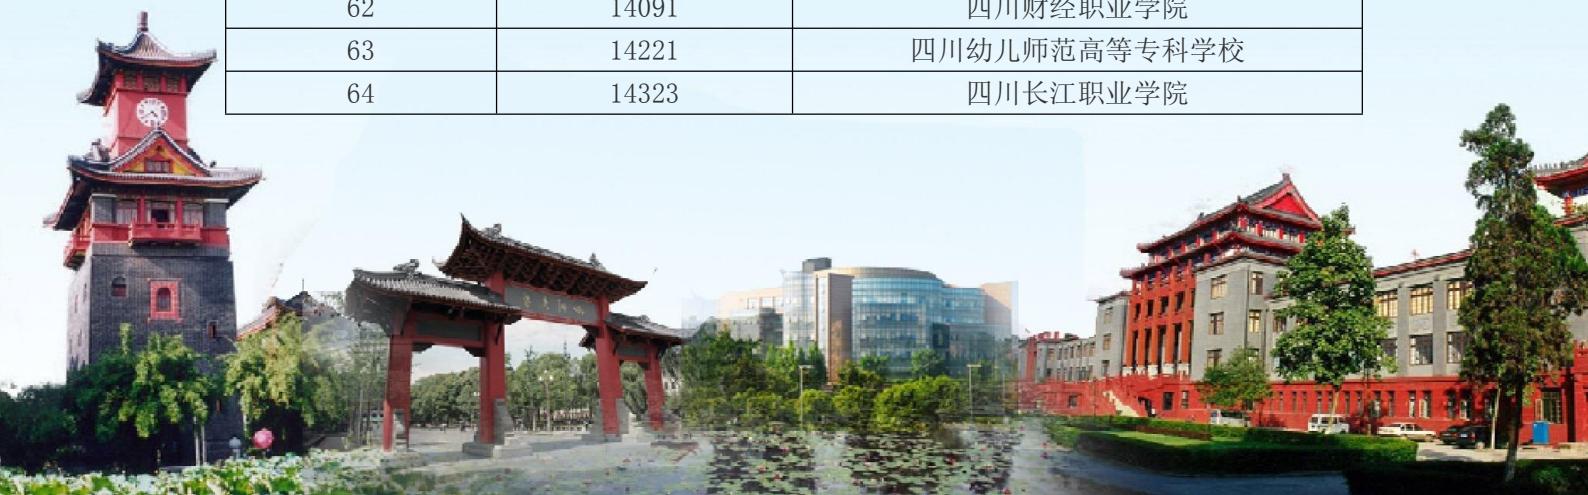 62 14091 四川财经职业学院
63 14221 四川幼儿师范高等专科学校
64 14323 四川长江职业学院